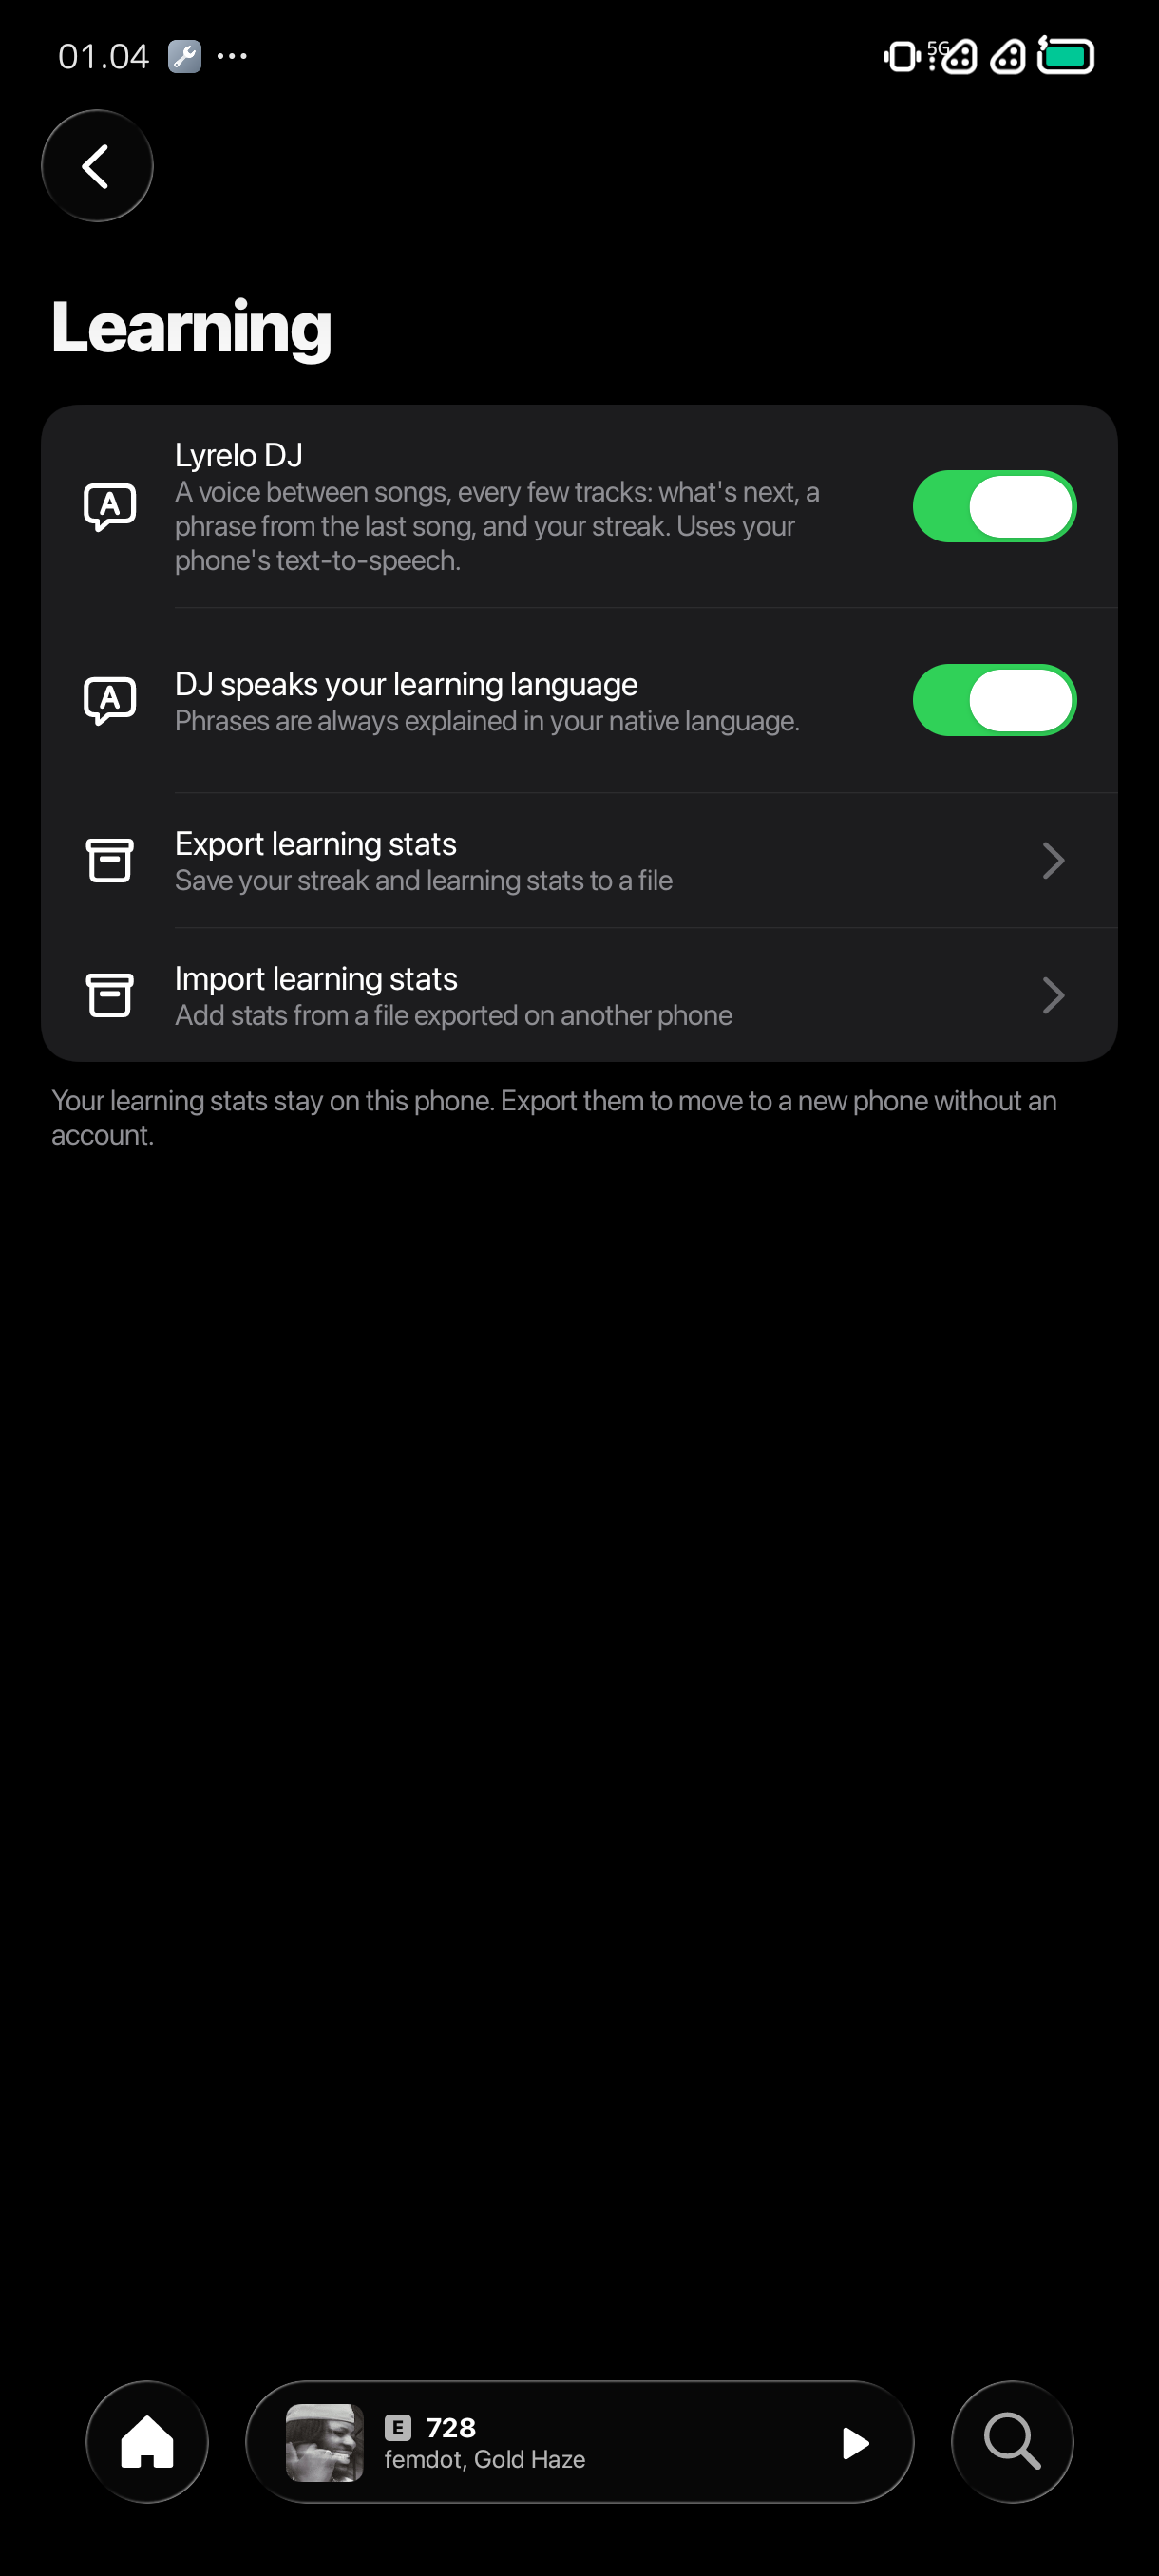 01.04
5G
Learning
Lyrelo DJ
A voice between songs, every few tracks: what's next, a
phrase from the last song, and your streak. Uses your
phone's text-to-speech.
DJ speaks your learning language
Phrases are always explained in your native language.
Export learning stats
Save your streak and learning stats to a file
Import learning stats
Add stats from a file exported on another phone
Your learning stats stay on this phone. Export them to move to a new phone without an
account.
E 728
femdot, Gold Haze